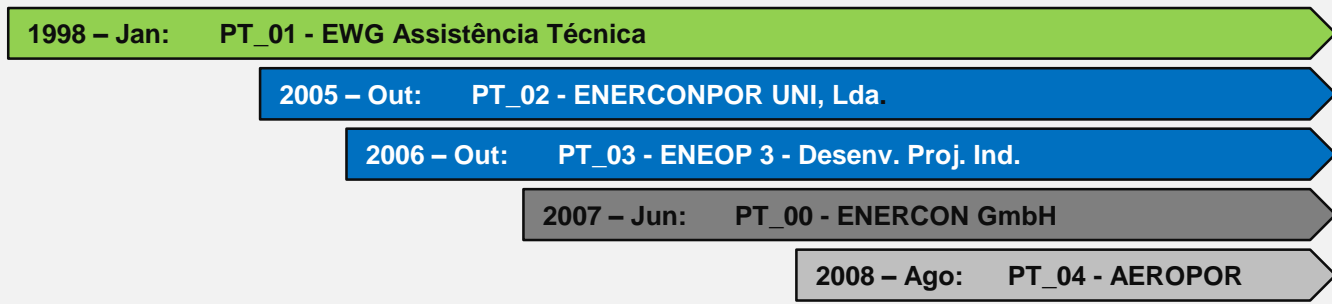 1998 – Jan: PT_01 - EWG Assistência Técnica
2005 – Out: PT_02 - ENERCONPOR UNI, Lda.
2006 – Out: PT_03 - ENEOP 3 - Desenv. Proj. Ind.
2007 – Jun: PT_00 - ENERCON GmbH
2008 – Ago: PT_04 - AEROPOR